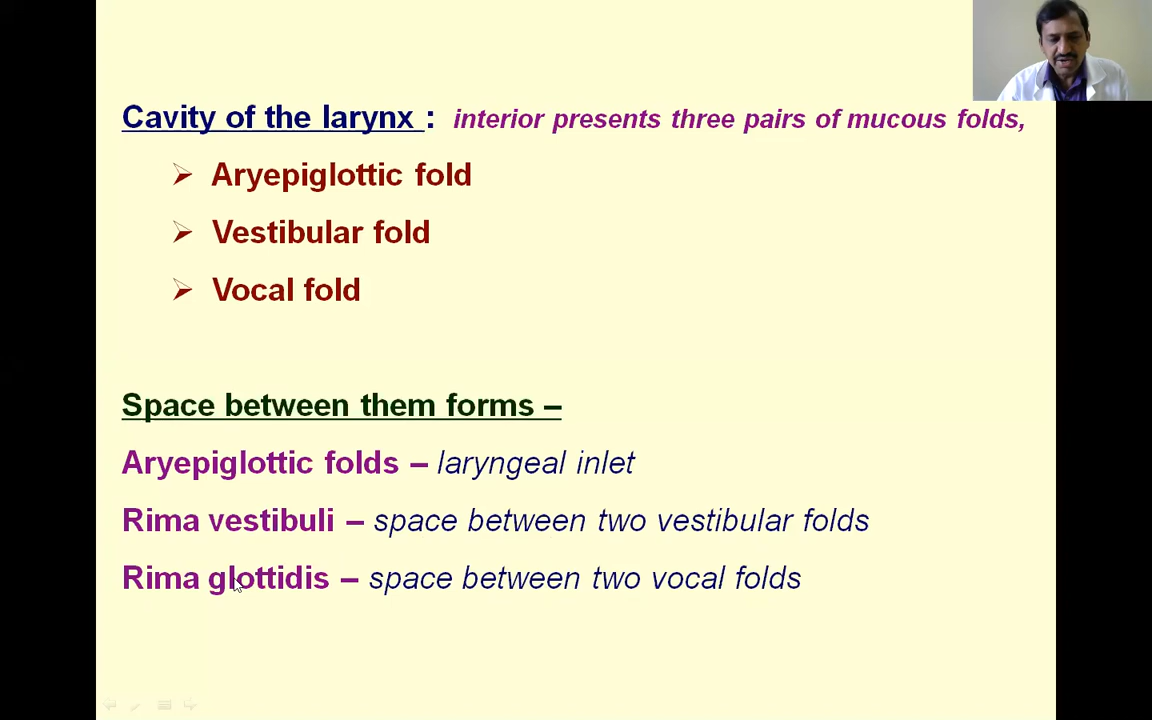 Cavity of the larynx : interior presents three pairs of mucous folds,
➢ Aryepiglottic fold
➢ Vestibular fold
➢ Vocal fold
Space between them forms –
Aryepiglottic folds – laryngeal inlet
Rima vestibuli – space between two vestibular folds
Rima glottidis – space between two vocal folds